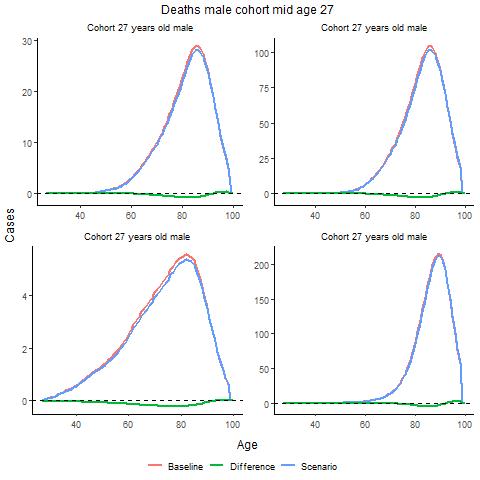 Deaths male cohort mid age 27
Cohort 27 years old male
Cohort 27 years old male
30
20
10
0
40 60 80 100
100
75
50
25
0
40 60 80 100
Cases
Cohort 27 years old male
Cohort 27 years old male
4
2
0
40 60 80 100
200
150
100
50
0
40 60 80 100
Age
Baseline Difference Scenario